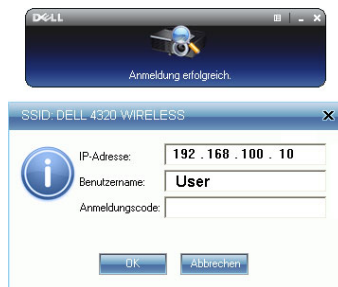 DELL
Anmeldung erfolgreich.
SSID: DELL 4320 WIRELESS
IP-Adresse: 192 . 168 . 100 . 10
Benutzername: User
Anmeldungscode:
OK Abbrechen